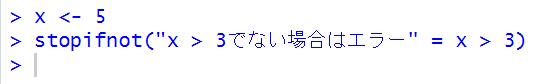 > x <- 5
> stopifnot("x > 3でない場合はエラー" = x > 3)
>